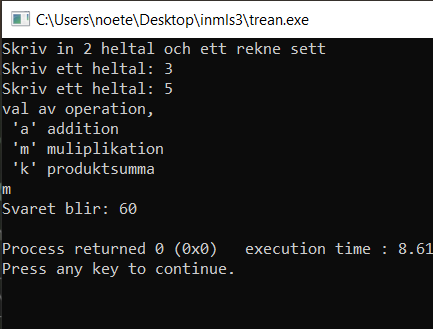 C:\Users\noete\Desktop\inmls3\trean.exe
Skriv in 2 heltal och ett rekne sett
Skriv ett heltal: 3
Skriv ett heltal: 5
val av operation,
'a' addition
'm' muliplikation
'k' produktsumma
m
Svaret blir: 60
Process returned 0 (0x0)   execution time : 8.61
Press any key to continue.